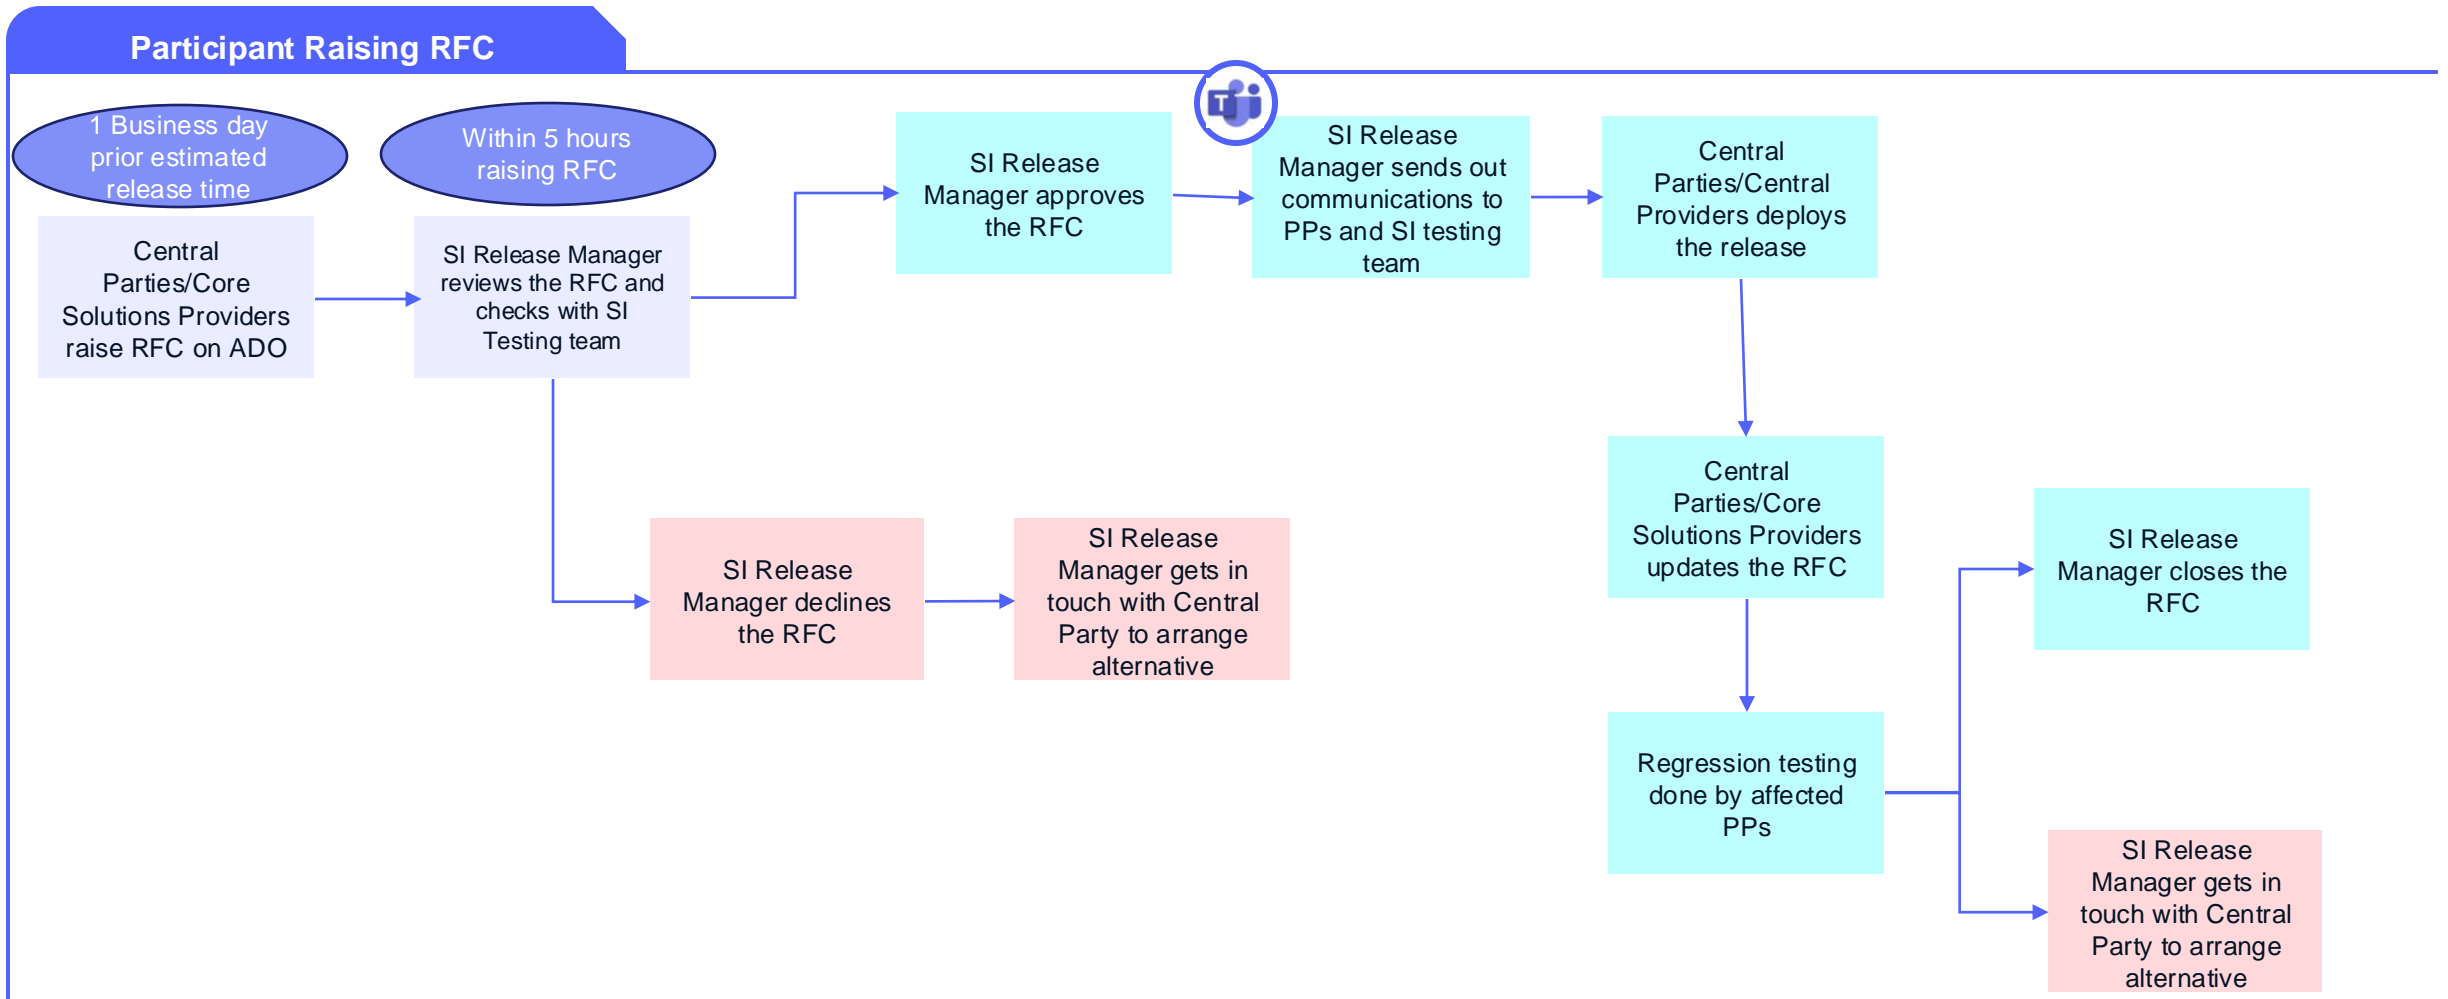 Participant Raising RFC
1 Business day
prior estimated
release time
Within 5 hours
raising RFC
Central
Parties/Core
Solutions Providers
raise RFC on ADO
SI Release Manager
reviews the RFC and
checks with SI
Testing team
SI Release
Manager approves
the RFC
T
SI Release
Manager sends out
communications to
PPs and SI testing
team
Central
Parties/Central
Providers deploys
the release
SI Release
Manager declines
the RFC
SI Release
Manager gets in
touch with Central
Party to arrange
alternative
Central
Parties/Core
Solutions Providers
updates the RFC
SI Release
Manager closes the
RFC
Regression testing
done by affected
PPs
SI Release
Manager gets in
touch with Central
Party to arrange
alternative